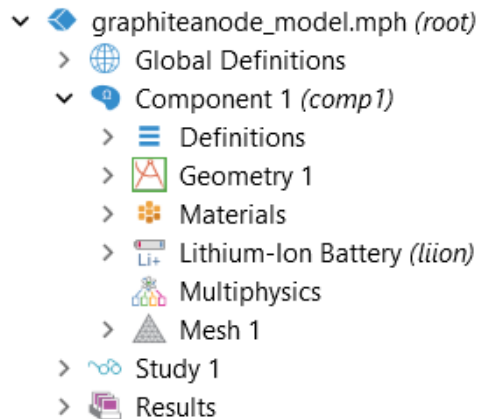 graphiteanode_model.mph (root)
Global Definitions
Component 1 (comp1)
Definitions
Geometry 1
Materials
Li+ Lithium-Ion Battery (liion)
Multiphysics
Mesh 1
Study 1
Results